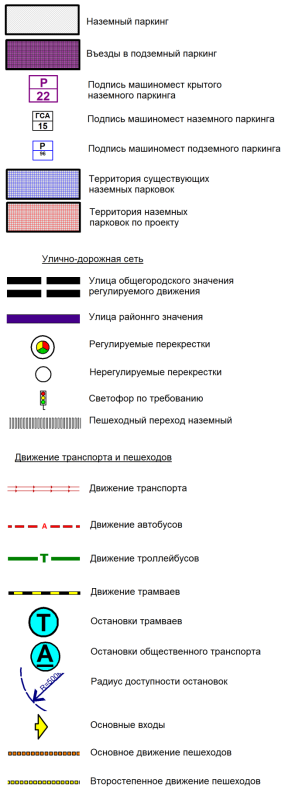 Наземный паркинг
Въезды в подземный паркинг
P
22
Подпись машиномест крытого
наземного паркинга
ГСА
15
Подпись машиномест наземного паркинга
P
96
Подпись машиномест подземного паркинга
Территория существующих
наземных парковок
Территория наземных
парковок по проекту
Улично-дорожная сеть
Улица общегородского значения
регулируемого движения
Улица районнго значения
Регулируемые перекрестки
Нерегулируемые перекрестки
Светофор по требованию
Пешеходный переход наземный
Движение транспорта и пешеходов
Движение транспорта
А
Движение автобусов
Т
Движение троллейбусов
Движение трамваев
Т
Остановки трамваев
А
Остановки общественного транспорта
R=500
Радиус доступности остановок
Основные входы
Основное движение пешеходов
Второстепенное движение пешеходов